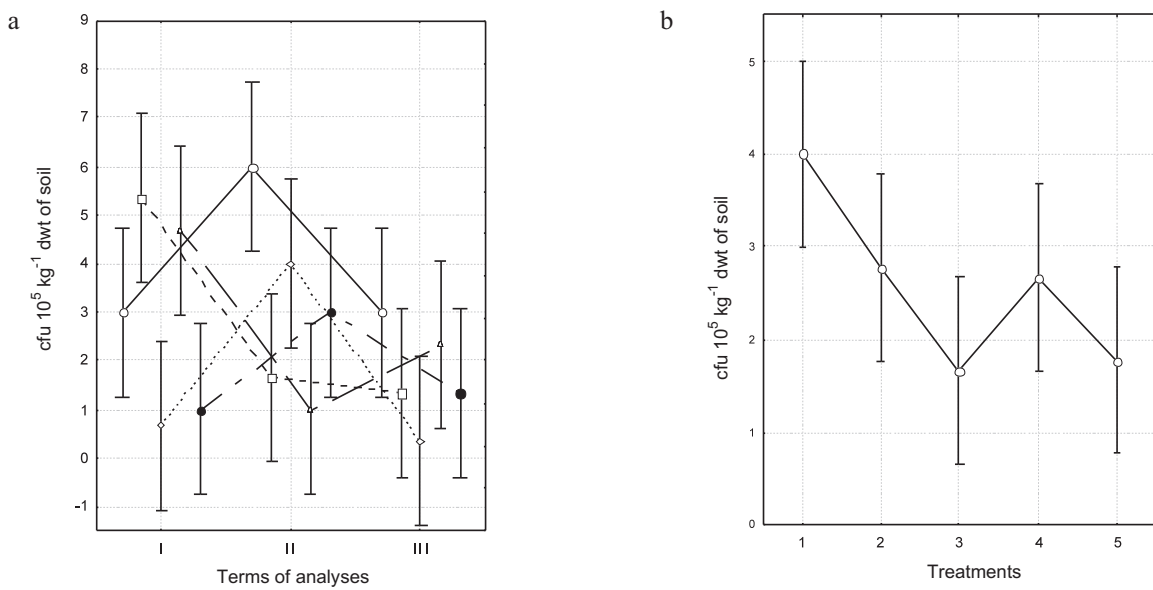 a
9
8
7
6
5
4
3
2
1
0
-1
cfu 10⁵ kg⁻¹ dwt of soil
I
II
III
Terms of analyses
b
5
4
3
2
1
0
cfu 10⁵ kg⁻¹ dwt of soil
1
2
3
4
5
Treatments